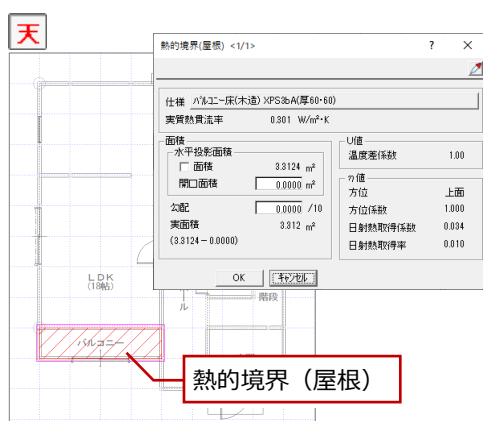 天
熱的境界(屋根) <1/1>
? ×
仕様 バルコニー床(木造) XPS3bA(厚60・60)
実質熱貫流率 0.301 W/m²・K
面積
水平投影面積
面積 3.3124 m²
開口面積 0.0000 m²
勾配 0.0000 /10
実面積 3.312 m²
(3.3124 − 0.0000)
U値
温度差係数 1.00
η値
方位 上面
方位係数 1.000
日射熱取得係数 0.034
日射熱取得率 0.010
OK キャンセル
LDK
(18帖)
ル
階段
バルコニー
熱的境界（屋根）